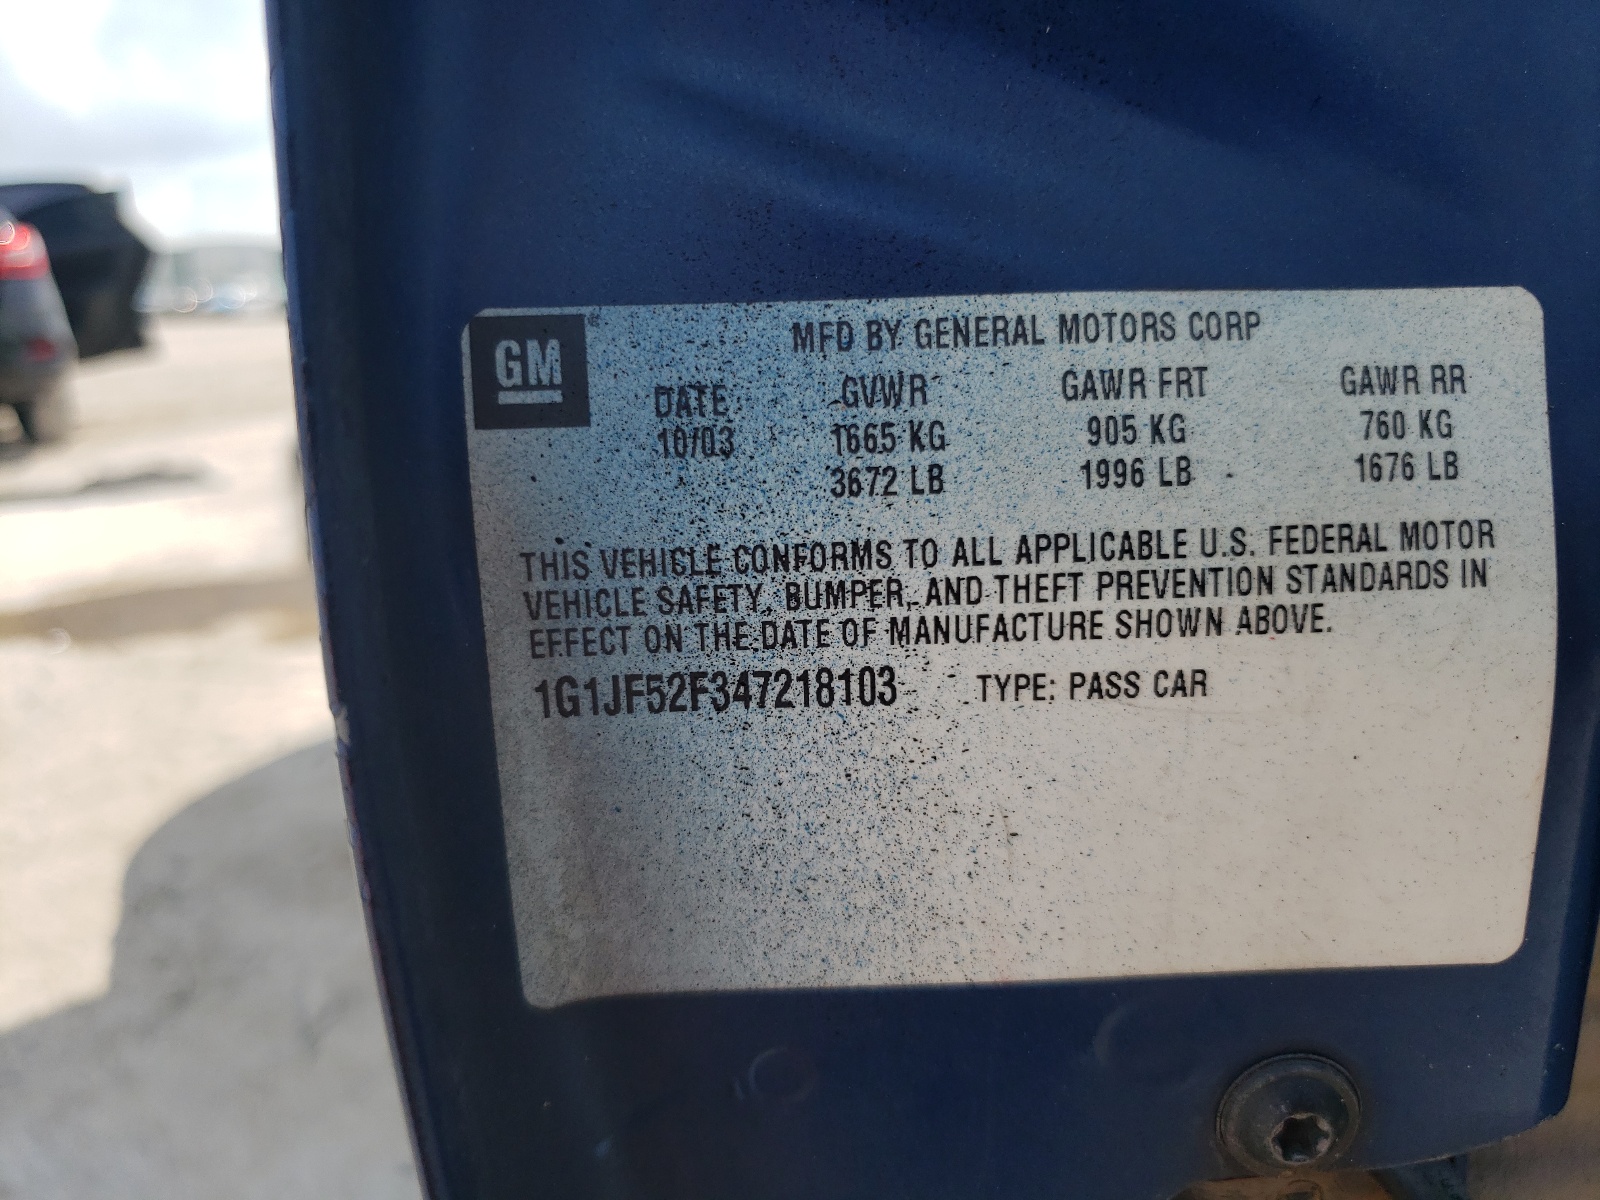 GM ®
MFD BY GENERAL MOTORS CORP
DATE GVWR GAWR FRT GAWR RR
10/03 1665 KG 905 KG 760 KG
3672 LB 1996 LB 1676 LB
THIS VEHICLE CONFORMS TO ALL APPLICABLE U.S. FEDERAL MOTOR
VEHICLE SAFETY, BUMPER, AND THEFT PREVENTION STANDARDS IN
EFFECT ON THE DATE OF MANUFACTURE SHOWN ABOVE.
1G1JF52F347218103 TYPE: PASS CAR